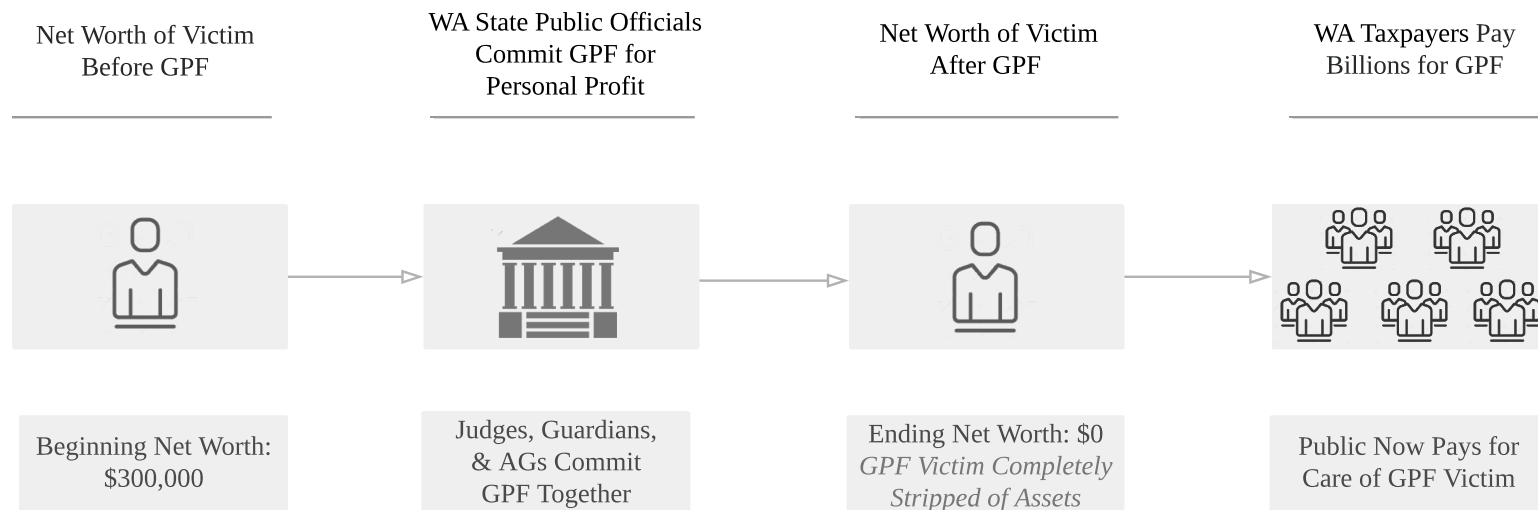 Net Worth of Victim
Before GPF
WA State Public Officials
Commit GPF for
Personal Profit
Net Worth of Victim
After GPF
WA Taxpayers Pay
Billions for GPF
Beginning Net Worth:
$300,000
Judges, Guardians,
& AGs Commit
GPF Together
Ending Net Worth: $0
GPF Victim Completely
Stripped of Assets
Public Now Pays for
Care of GPF Victim